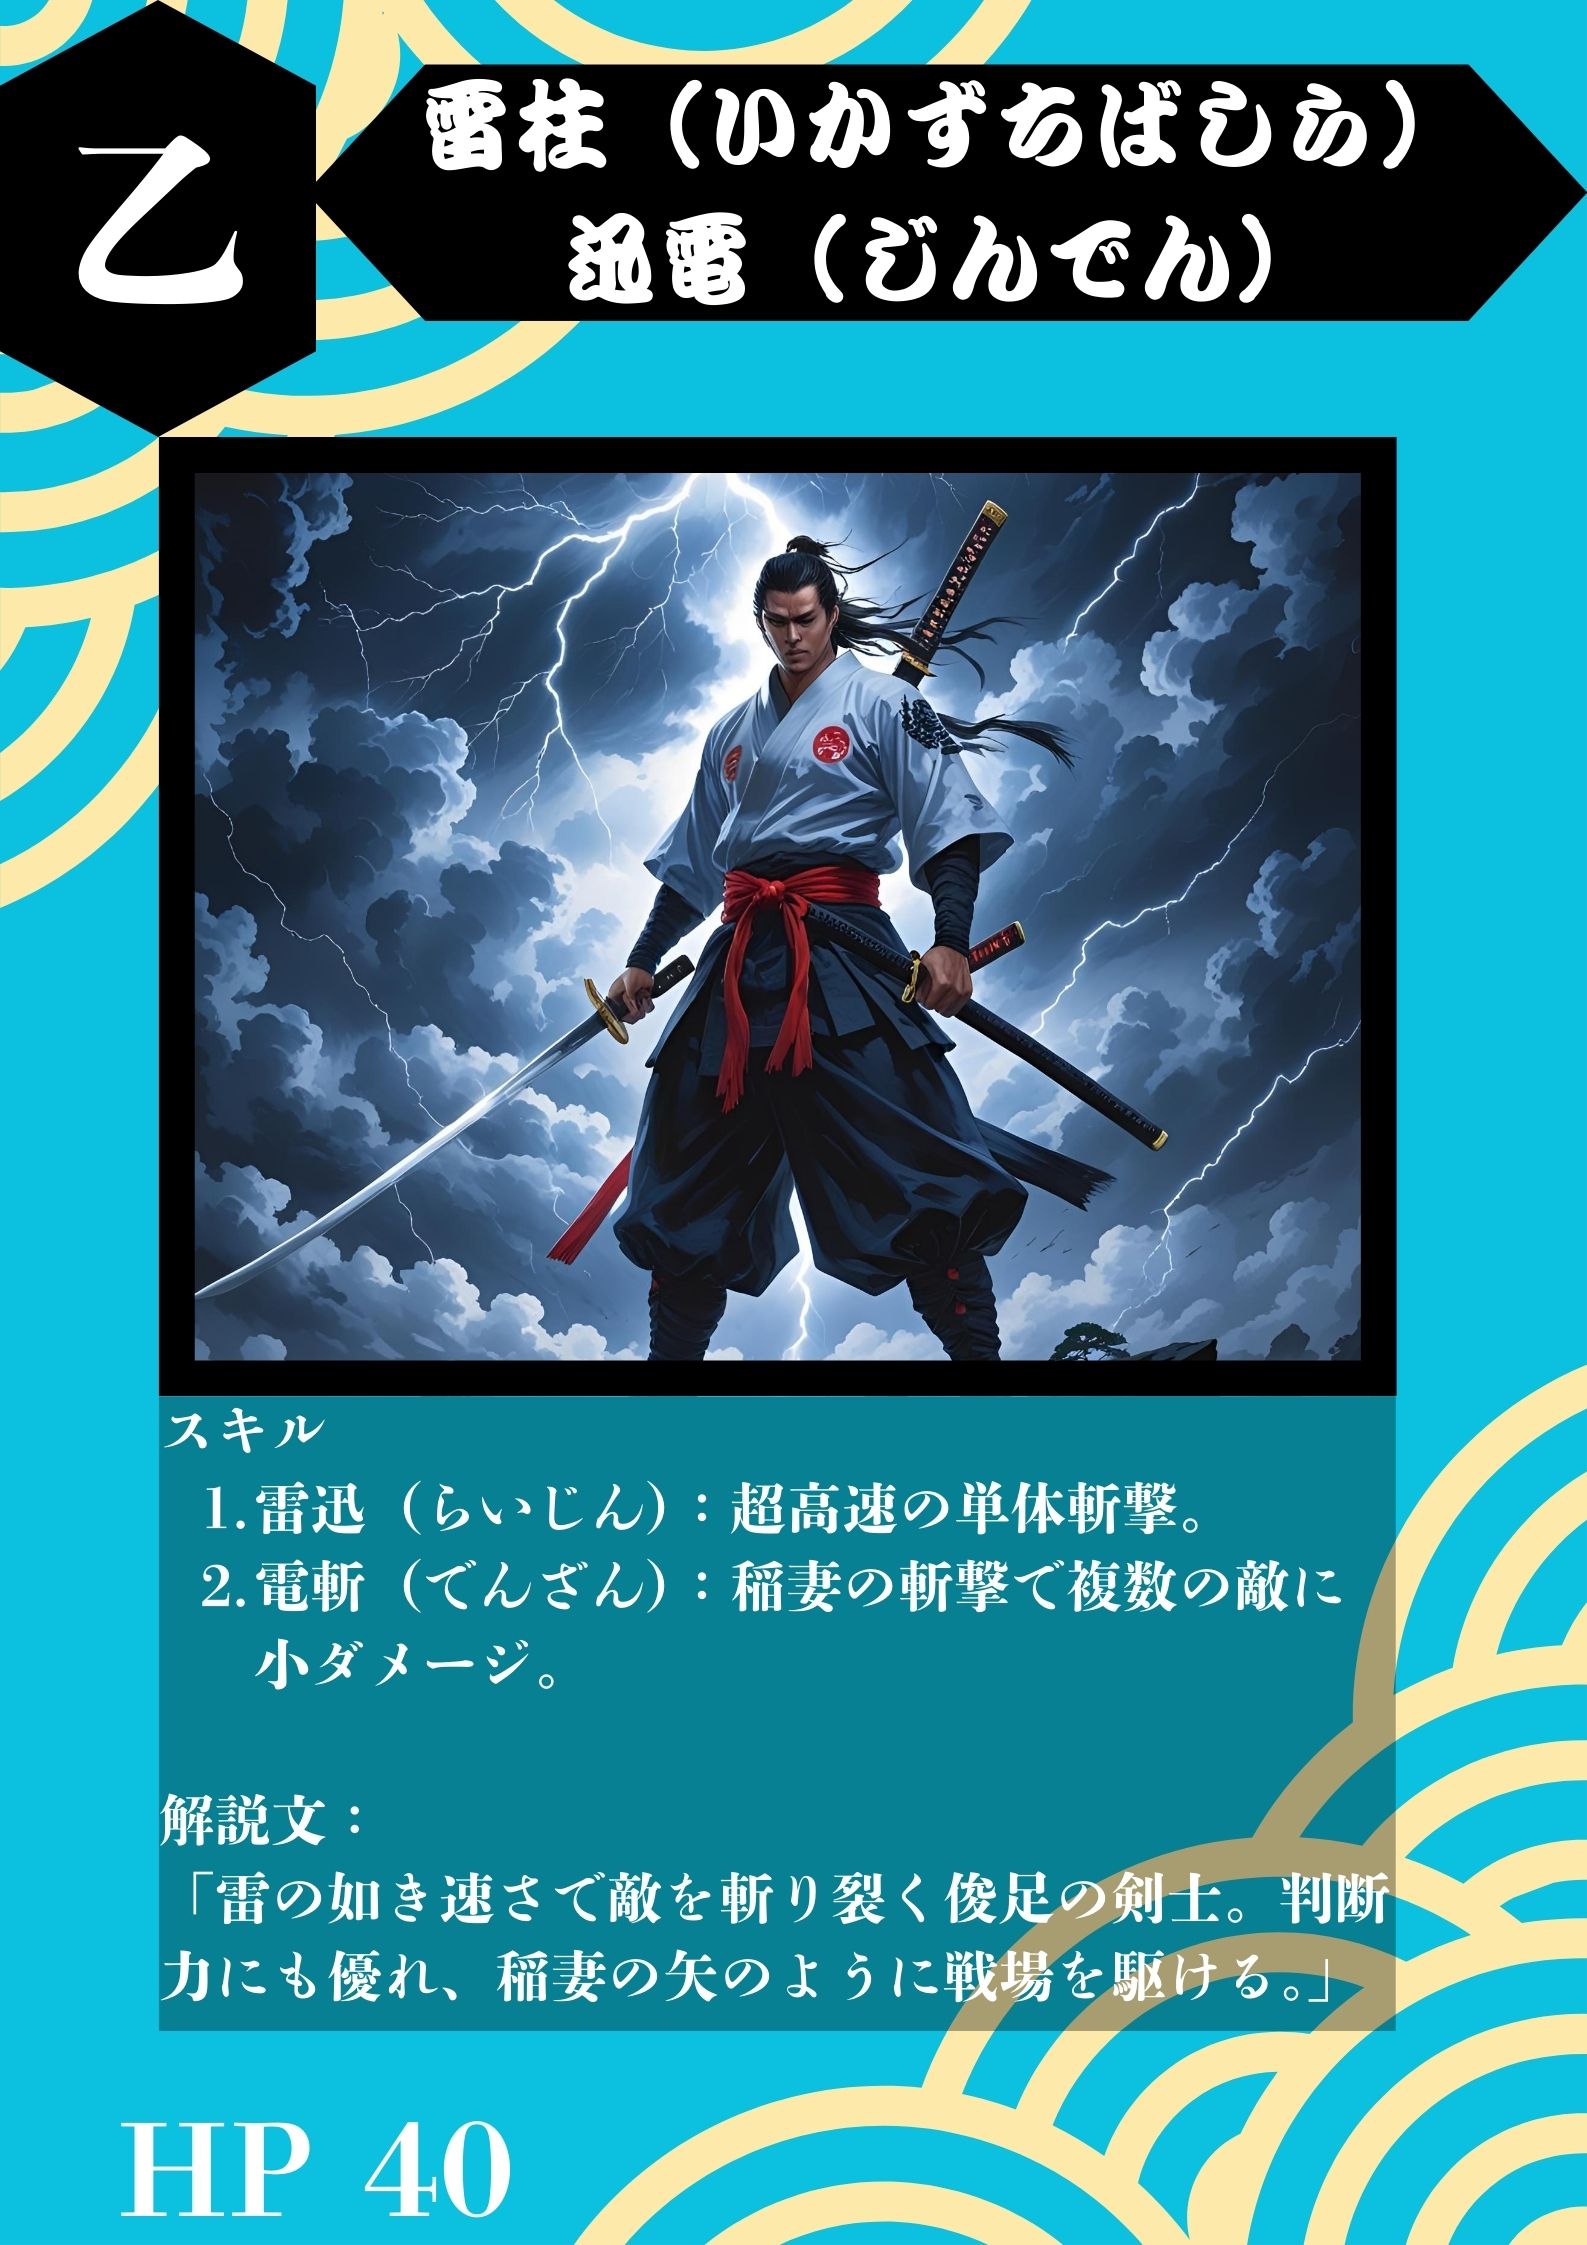 乙
雷柱（いかずちばしら）
迅電（じんでん）
スキル
1. 雷迅（らいじん）：超高速の単体斬撃。
2. 電斬（でんざん）：稲妻の斬撃で複数の敵に
小ダメージ。
解説文：
「雷の如き速さで敵を斬り裂く俊足の剣士。判断
力にも優れ、稲妻の矢のように戦場を駆ける。」
HP 40